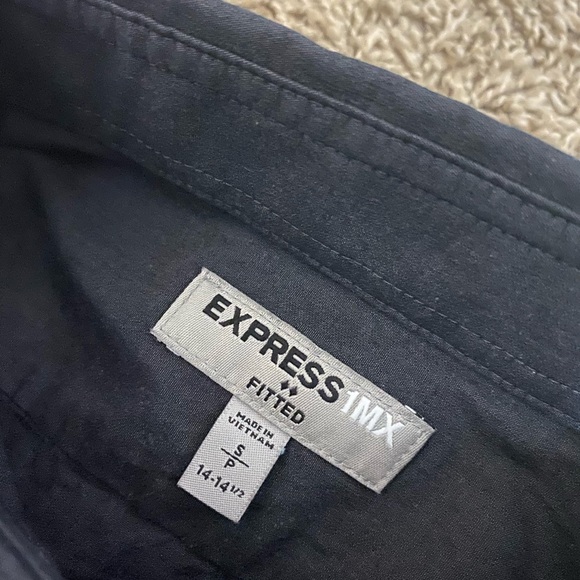 EXPRESS 1MX
FITTED
MADE IN
VIETNAM
S
P
14-14 1/2